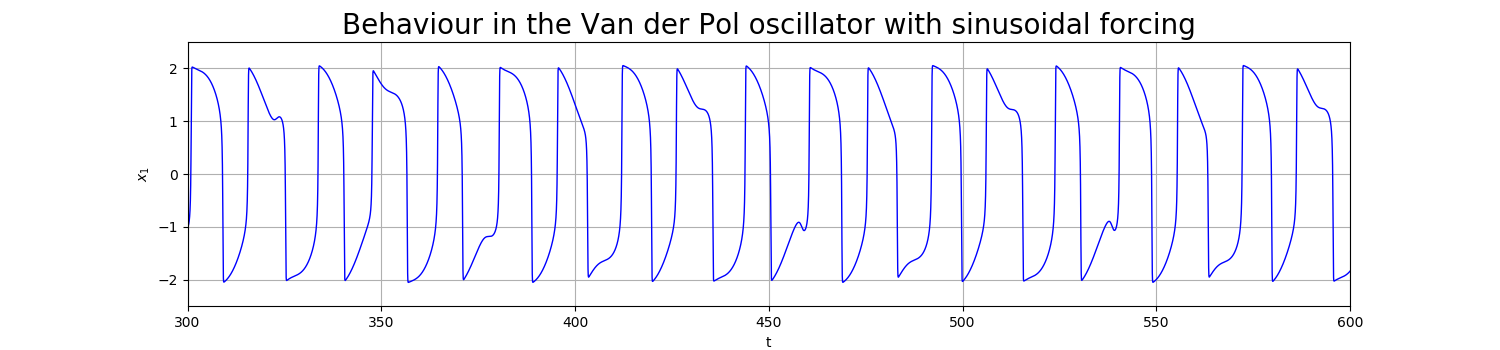 Behaviour in the Van der Pol oscillator with sinusoidal forcing
2
1
0
−1
−2
x₁
300 350 400 450 500 550 600
t